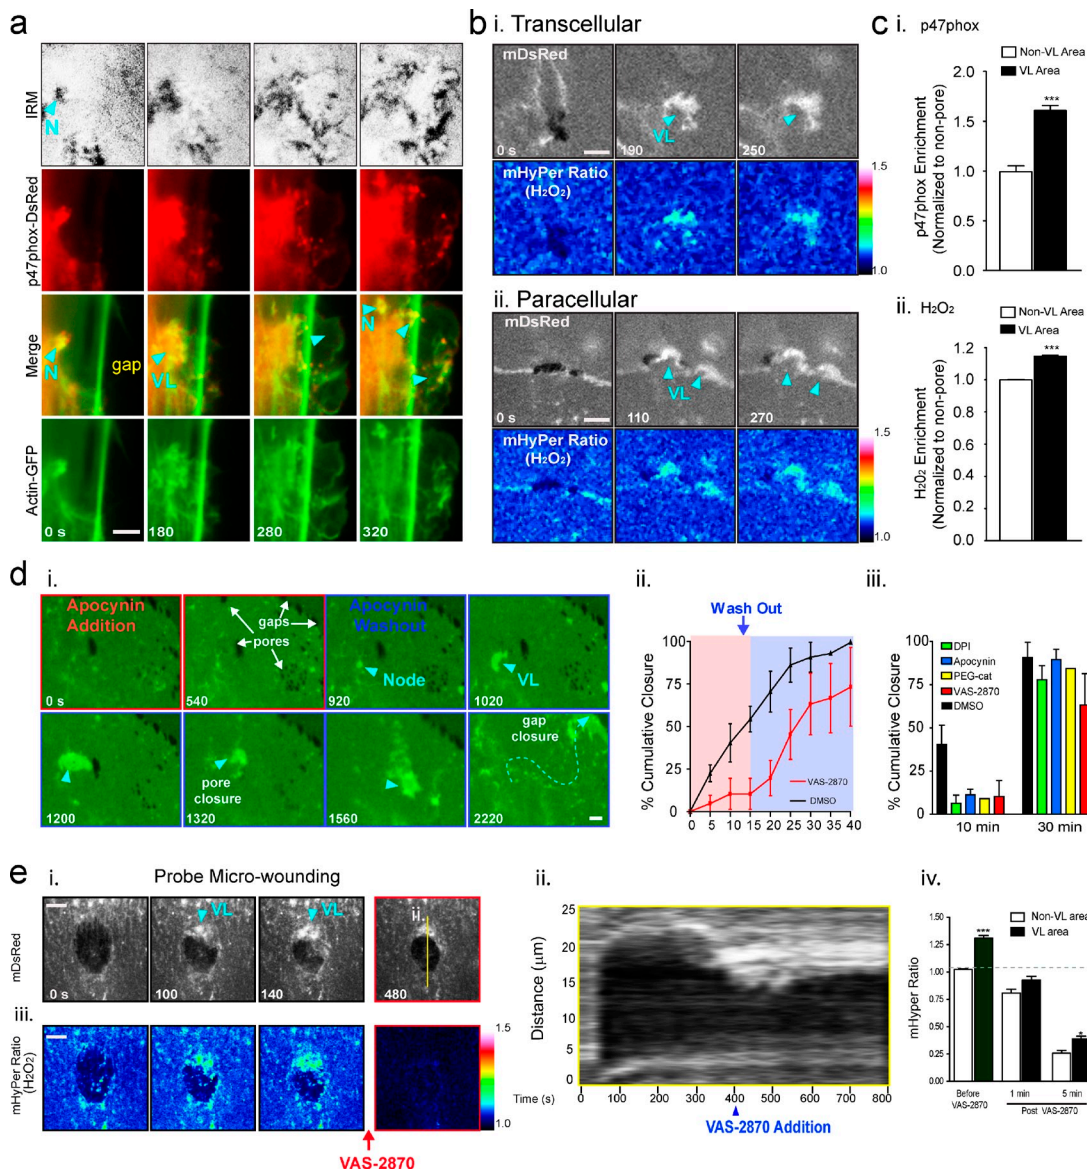 a
IRM
N
p47phox-DsRed
Merge
N
gap
VL
N
Actin-GFP
0 s
180
280
320
b
i. Transcellular
mDsRed
VL
0 s
190
250
mHyPer Ratio
(H₂O₂)
1.5
1.0
ii. Paracellular
mDsRed
VL
0 s
110
270
mHyPer Ratio
(H₂O₂)
1.5
1.0
c
i. p47phox
Non-VL Area
VL Area
p47phox Enrichment
(Normalized to non-pore)
2.0
1.5
1.0
0.5
0.0
***
ii. H₂O₂
Non-VL Area
VL Area
H₂O₂ Enrichment
(Normalized to non-pore)
1.2
1.0
0.8
0.6
0.4
0.2
0.0
***
d
i.
Apocynin
Addition
0 s
gaps
pores
540
Apocynin
Washout
Node
920
VL
1020
1200
pore
closure
1320
1560
gap
closure
2220
ii.
Wash Out
% Cumulative Closure
100
75
50
25
0
VAS-2870
DMSO
0 5 10 15 20 25 30 35 40
iii.
% Cumulative Closure
100
75
50
25
0
DPI
Apocynin
PEG-cat
VAS-2870
DMSO
10 min
30 min
e
i.
Probe Micro-wounding
mDsRed
0 s
VL
100
VL
140
ii.
480
iii.
mHyPer Ratio
(H₂O₂)
1.5
1.0
VAS-2870
ii.
Distance (μm)
25
20
15
10
5
0
Time (s)
0 100 200 300 400 500 600 700 800
VAS-2870 Addition
iv.
Non-VL area
VL area
mHyper Ratio
1.50
1.25
1.00
0.75
0.50
0.25
0.00
***
*
Before
VAS-2870
1 min
5 min
Post VAS-2870